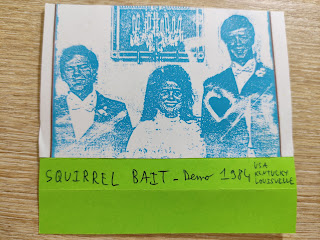 SQUIRREL BAIT - Demo 1984
USA
KENTUCKY
LOUISVILLE